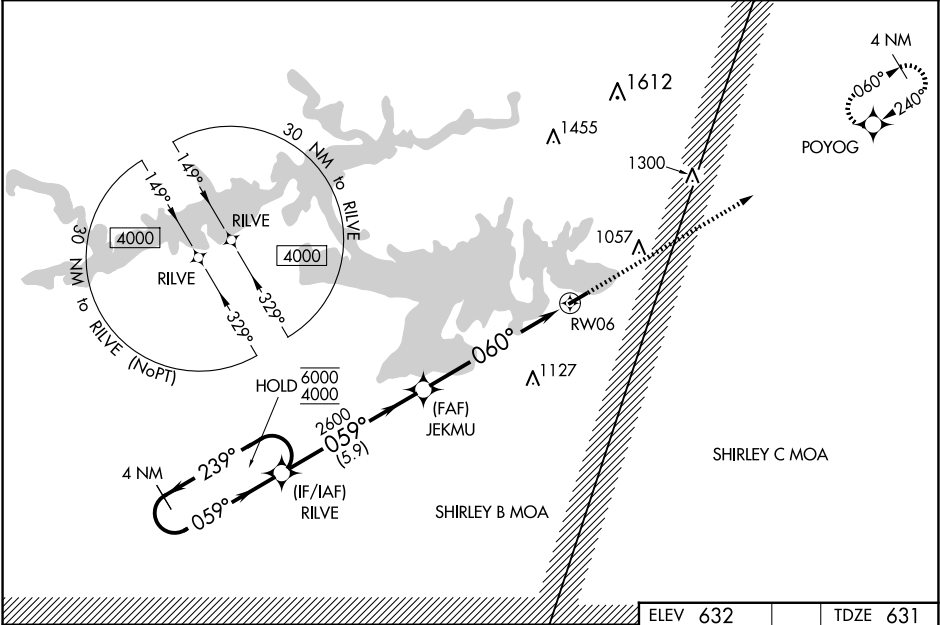 4 NM
060°
240°
POYOG
1612
1455
1300
1057
30 NM to RILVE
149°
149°
RILVE
4000
4000
RILVE
329°
329°
30 NM to RILVE (NoPT)
RW06
060°
1127
(FAF)
JEKMU
HOLD 6000
4000
2600
059°
(5.9)
4 NM
239°
059°
(IF/IAF)
RILVE
SHIRLEY C MOA
SHIRLEY B MOA
ELEV 632
TDZE 631